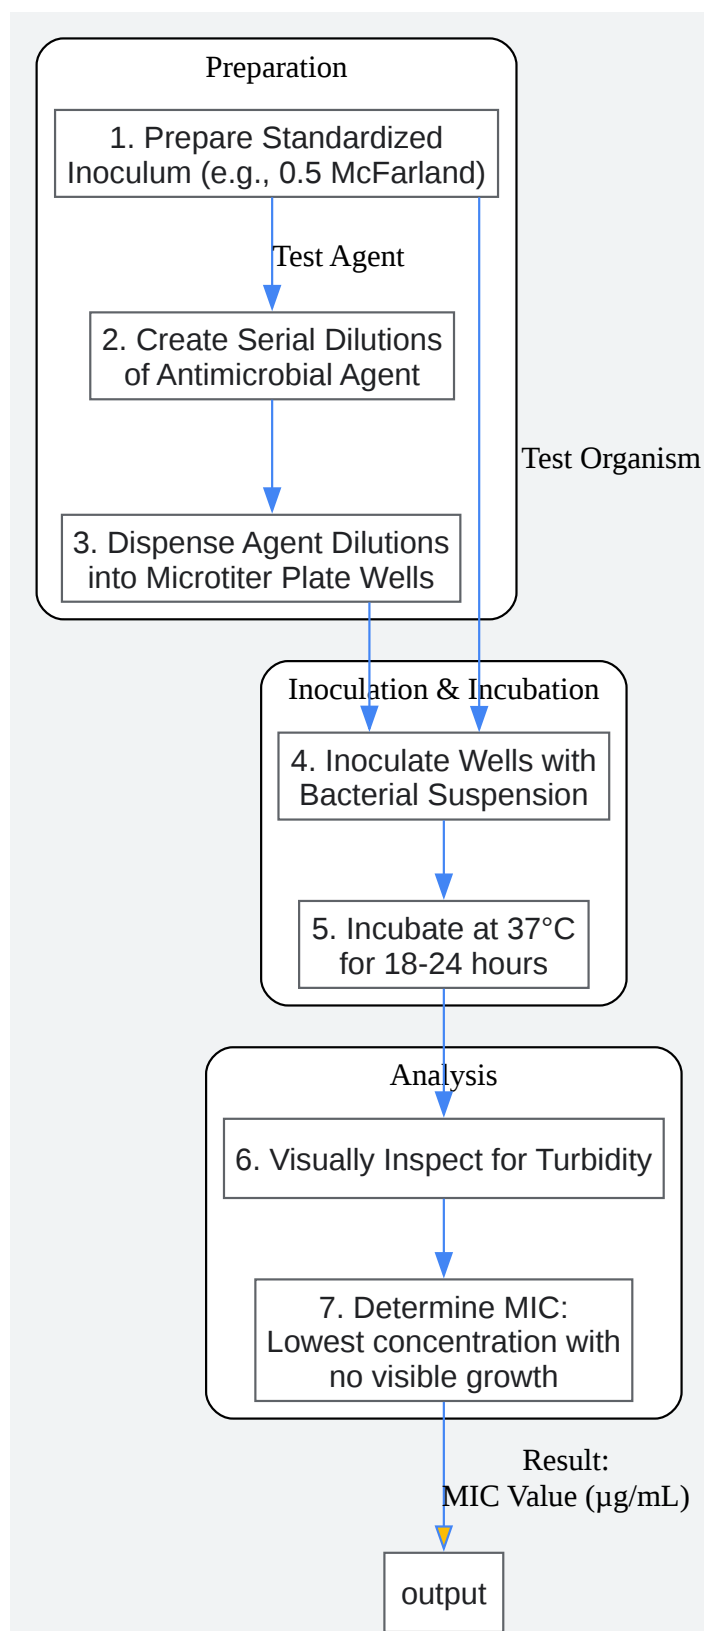 Preparation
1. Prepare Standardized
Inoculum (e.g., 0.5 McFarland)
Test Agent
2. Create Serial Dilutions
of Antimicrobial Agent
Test Organism
3. Dispense Agent Dilutions
into Microtiter Plate Wells
Inoculation & Incubation
4. Inoculate Wells with
Bacterial Suspension
5. Incubate at 37°C
for 18-24 hours
Analysis
6. Visually Inspect for Turbidity
7. Determine MIC:
Lowest concentration with
no visible growth
Result:
MIC Value (µg/mL)
output